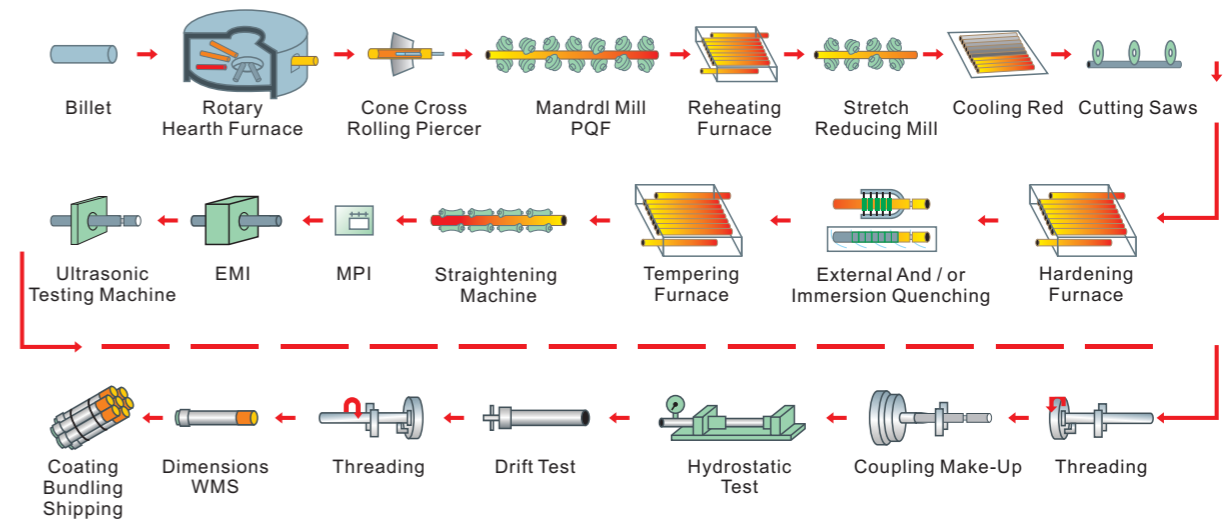 Billet
Rotary
Hearth Furnace
Cone Cross
Rolling Piercer
Mandrdl Mill
PQF
Reheating
Furnace
Stretch
Reducing Mill
Cooling Red
Cutting Saws
Ultrasonic
Testing Machine
EMI
MPI
Straightening
Machine
Tempering
Furnace
External And / or
Immersion Quenching
Hardening
Furnace
Coating
Bundling
Shipping
Dimensions
WMS
Threading
Drift Test
Hydrostatic
Test
Coupling Make-Up
Threading